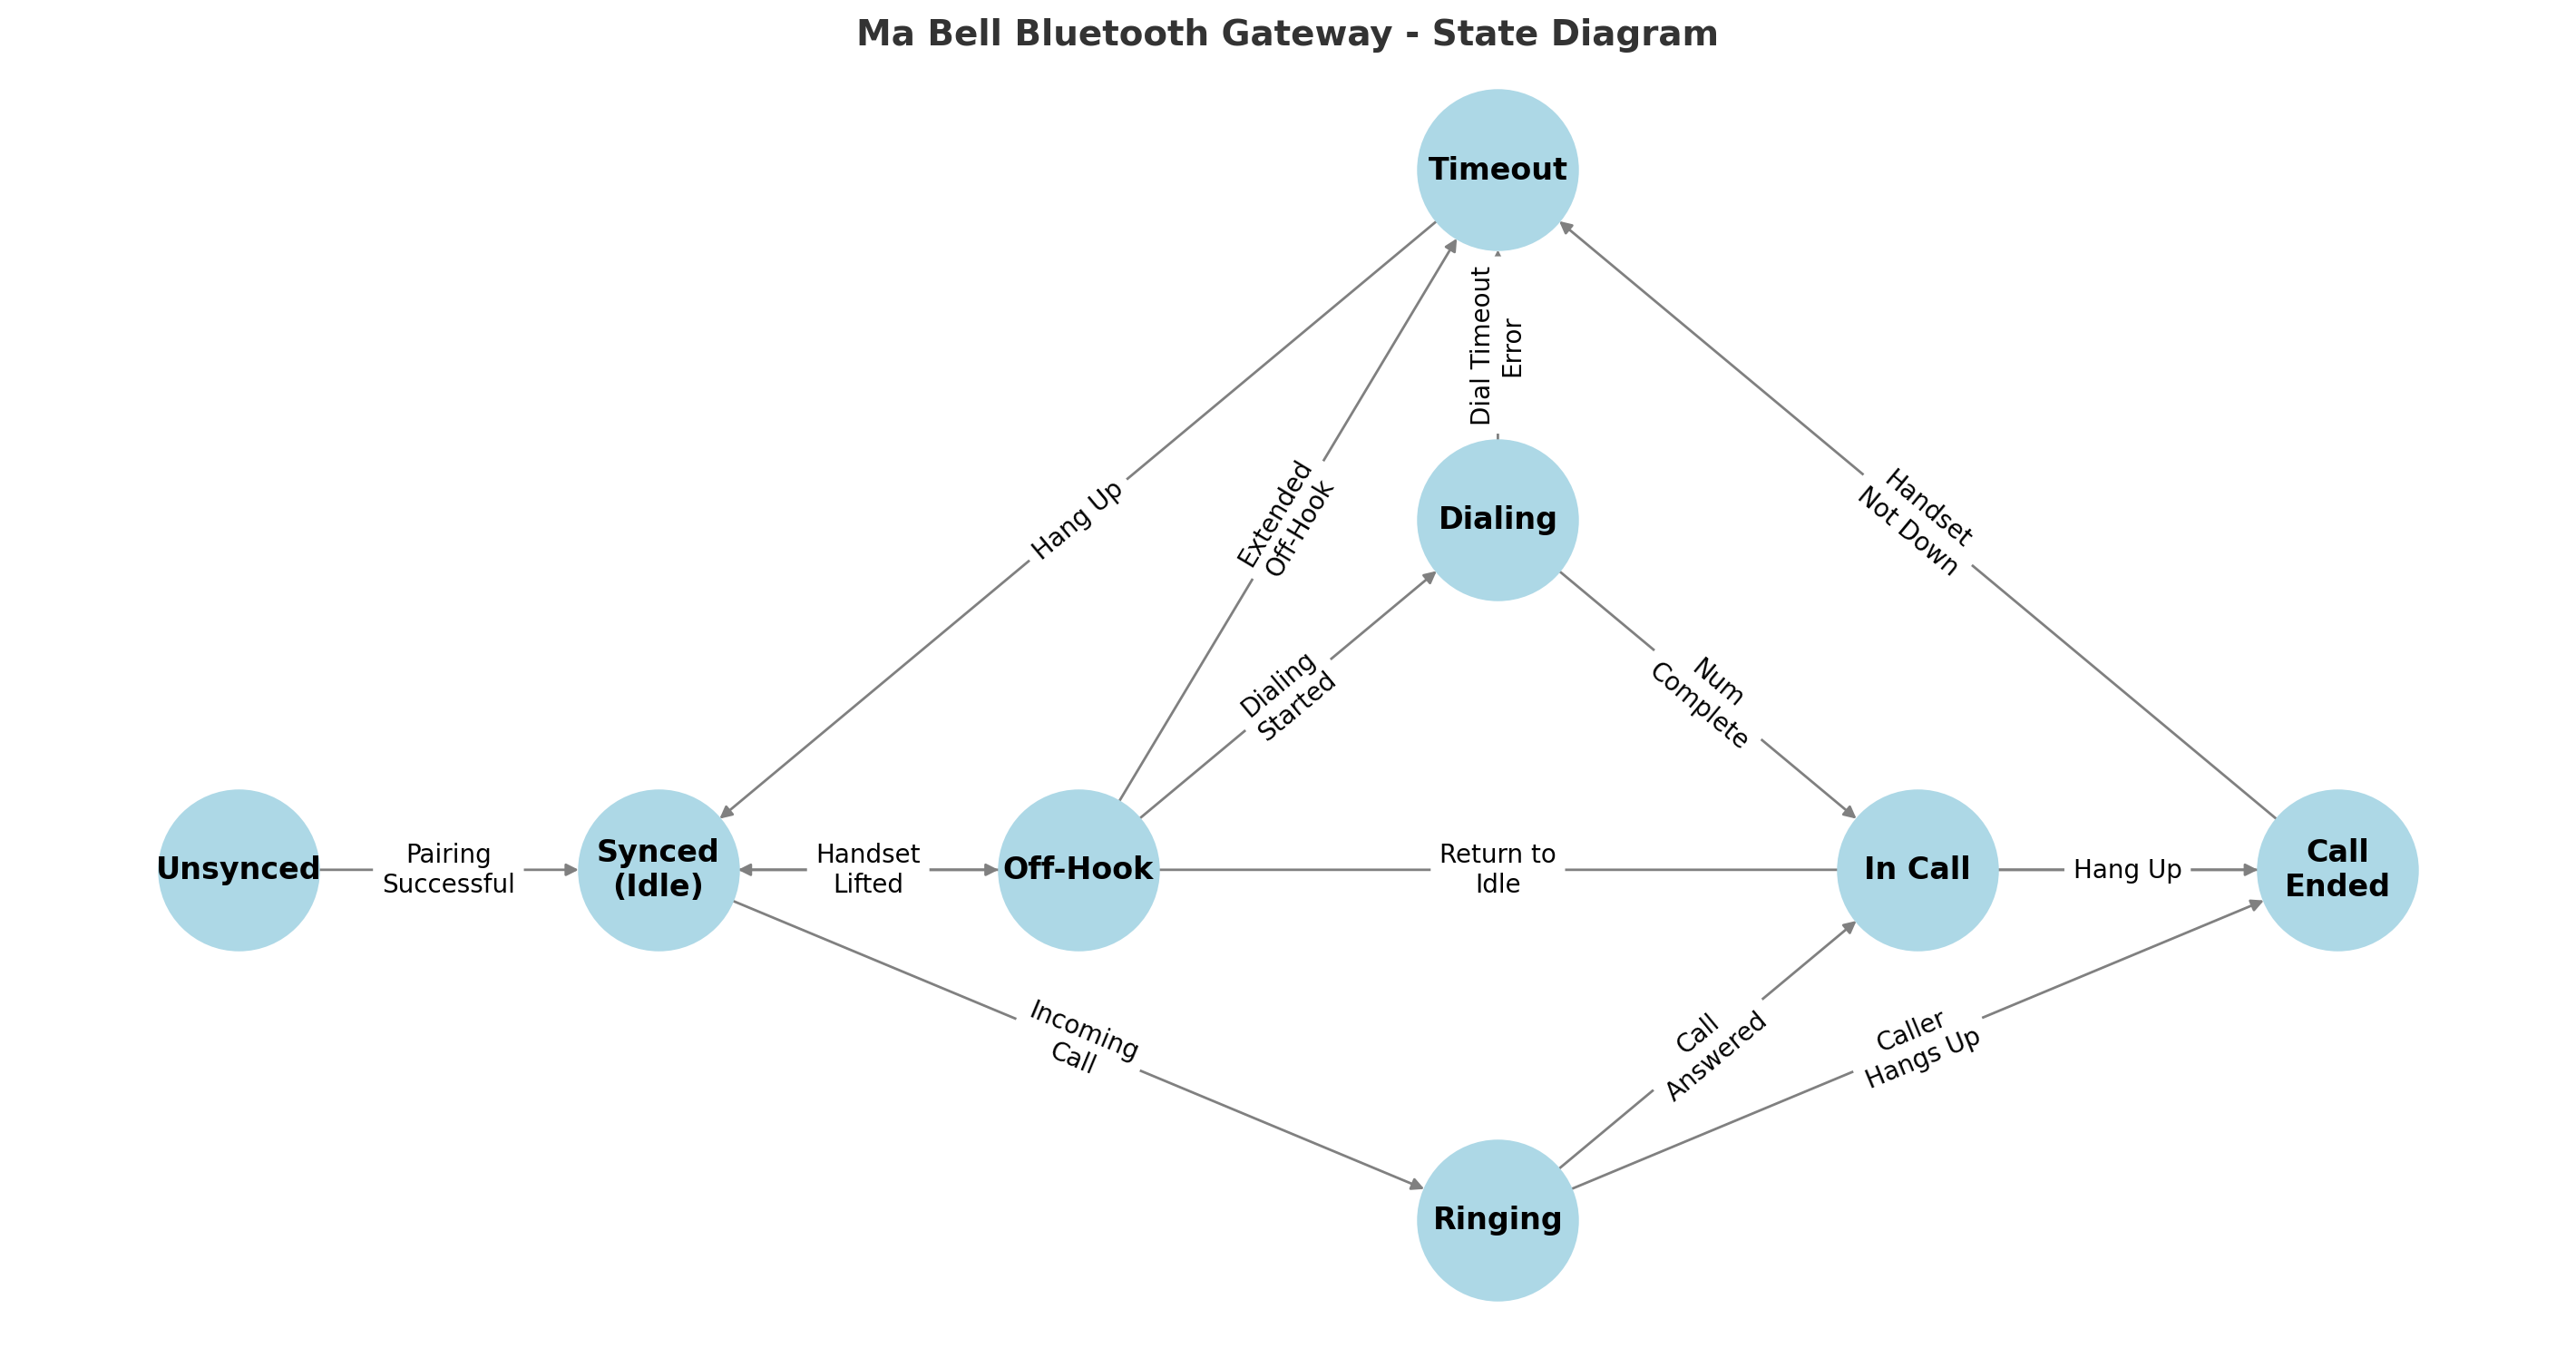 Ma Bell Bluetooth Gateway - State Diagram
Timeout
Dial Timeout
Error
Hang Up
Extended
Off-Hook
Dialing
Handset
Not Down
Dialing
Started
Num
Complete
Unsynced
Pairing
Successful
Synced
(Idle)
Handset
Lifted
Off-Hook
Return to
Idle
In Call
Hang Up
Call
Ended
Incoming
Call
Call
Answered
Caller
Hangs Up
Ringing